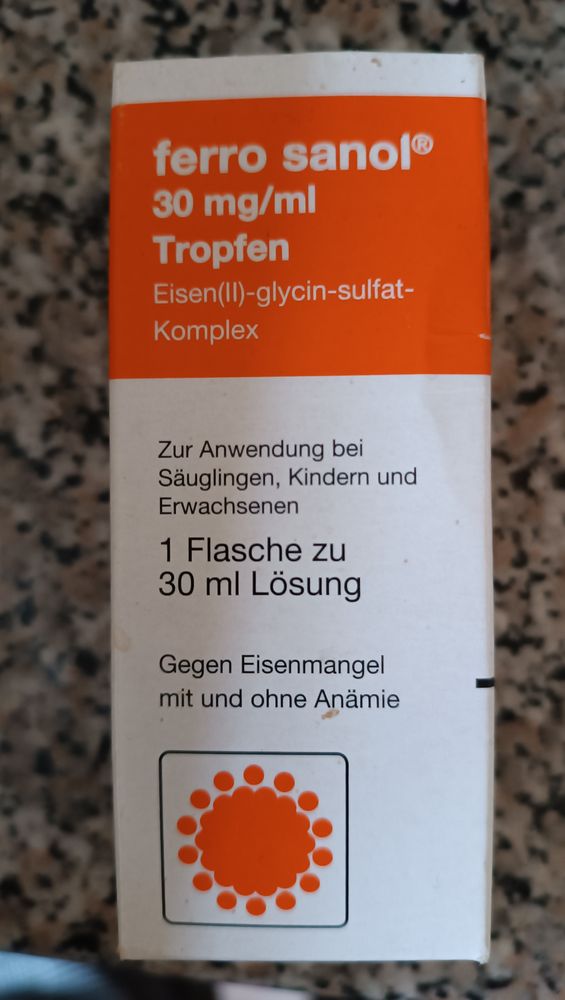 ferro sanol®
30 mg/ml
Tropfen
Eisen(II)-glycin-sulfat-
Komplex
Zur Anwendung bei
Säuglingen, Kindern und
Erwachsenen
1 Flasche zu
30 ml Lösung
Gegen Eisenmangel
mit und ohne Anämie